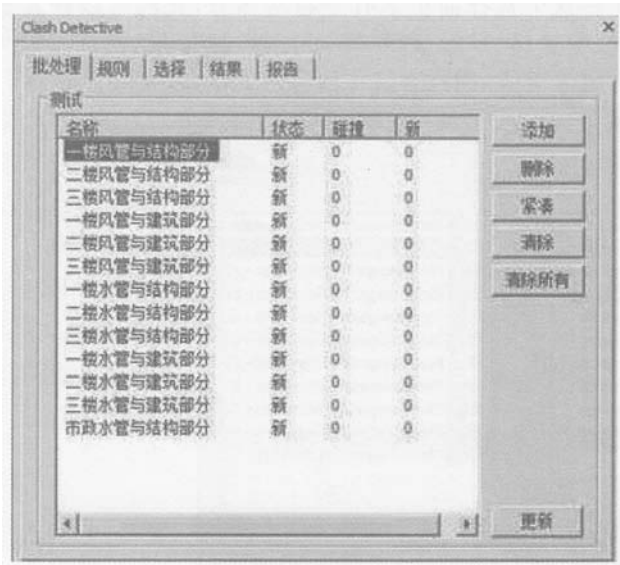 Clash Detective
批处理 规则 选择 结果 报告
测试
名称 状态 碰撞 新
一楼风管与结构部分 新 0 0
二楼风管与结构部分 新 0 0
三楼风管与结构部分 新 0 0
一楼风管与建筑部分 新 0 0
二楼风管与建筑部分 新 0 0
三楼风管与建筑部分 新 0 0
一楼水管与结构部分 新 0 0
二楼水管与结构部分 新 0 0
三楼水管与结构部分 新 0 0
一楼水管与建筑部分 新 0 0
二楼水管与建筑部分 新 0 0
三楼水管与建筑部分 新 0 0
市政水管与结构部分 新 0 0
添加
删除
紧凑
清除
清除所有
更新